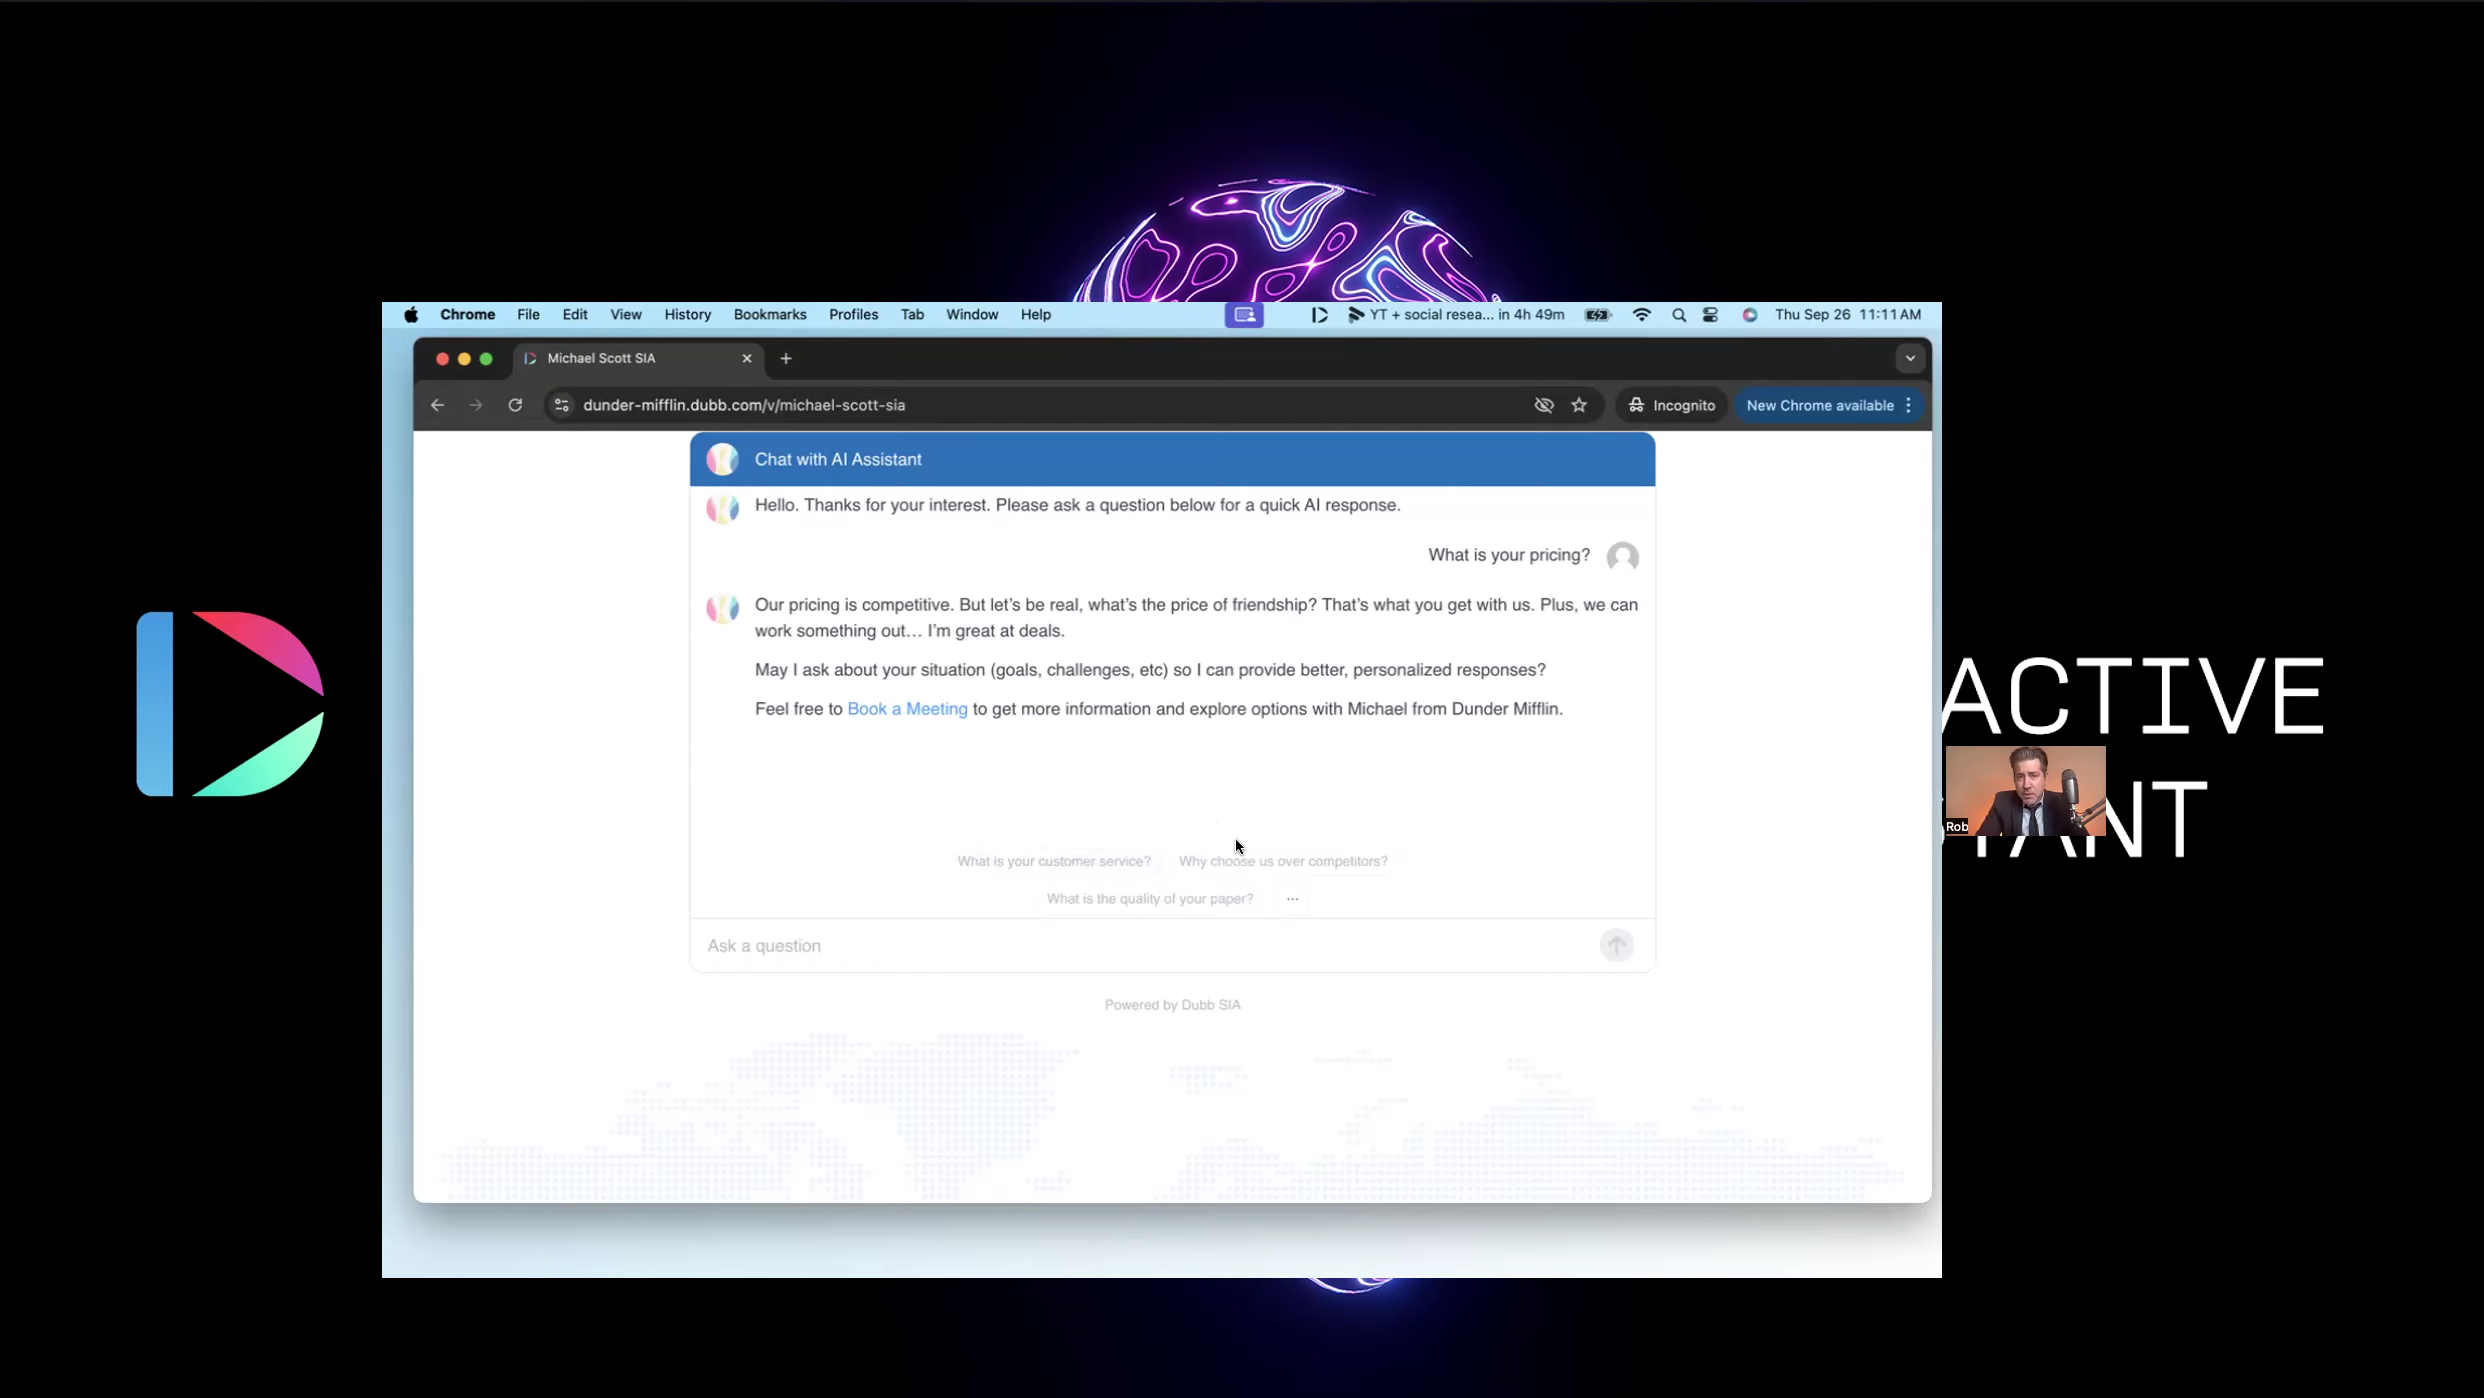 Chrome File Edit View History Bookmarks Profiles Tab Window Help YT + social resea... in 4h 49m Thu Sep 26 11:11 AM
Michael Scott SIA
dunder-mifflin.dubb.com/v/michael-scott-sia Incognito New Chrome available
Chat with AI Assistant
Hello. Thanks for your interest. Please ask a question below for a quick AI response.
What is your pricing?
Our pricing is competitive. But let's be real, what's the price of friendship? That's what you get with us. Plus, we can
work something out… I'm great at deals.
May I ask about your situation (goals, challenges, etc) so I can provide better, personalized responses?
Feel free to Book a Meeting to get more information and explore options with Michael from Dunder Mifflin.
ACTIVE
Rob
What is your customer service? Why choose us over competitors?
What is the quality of your paper? ...
Ask a question
Powered by Dubb SIA